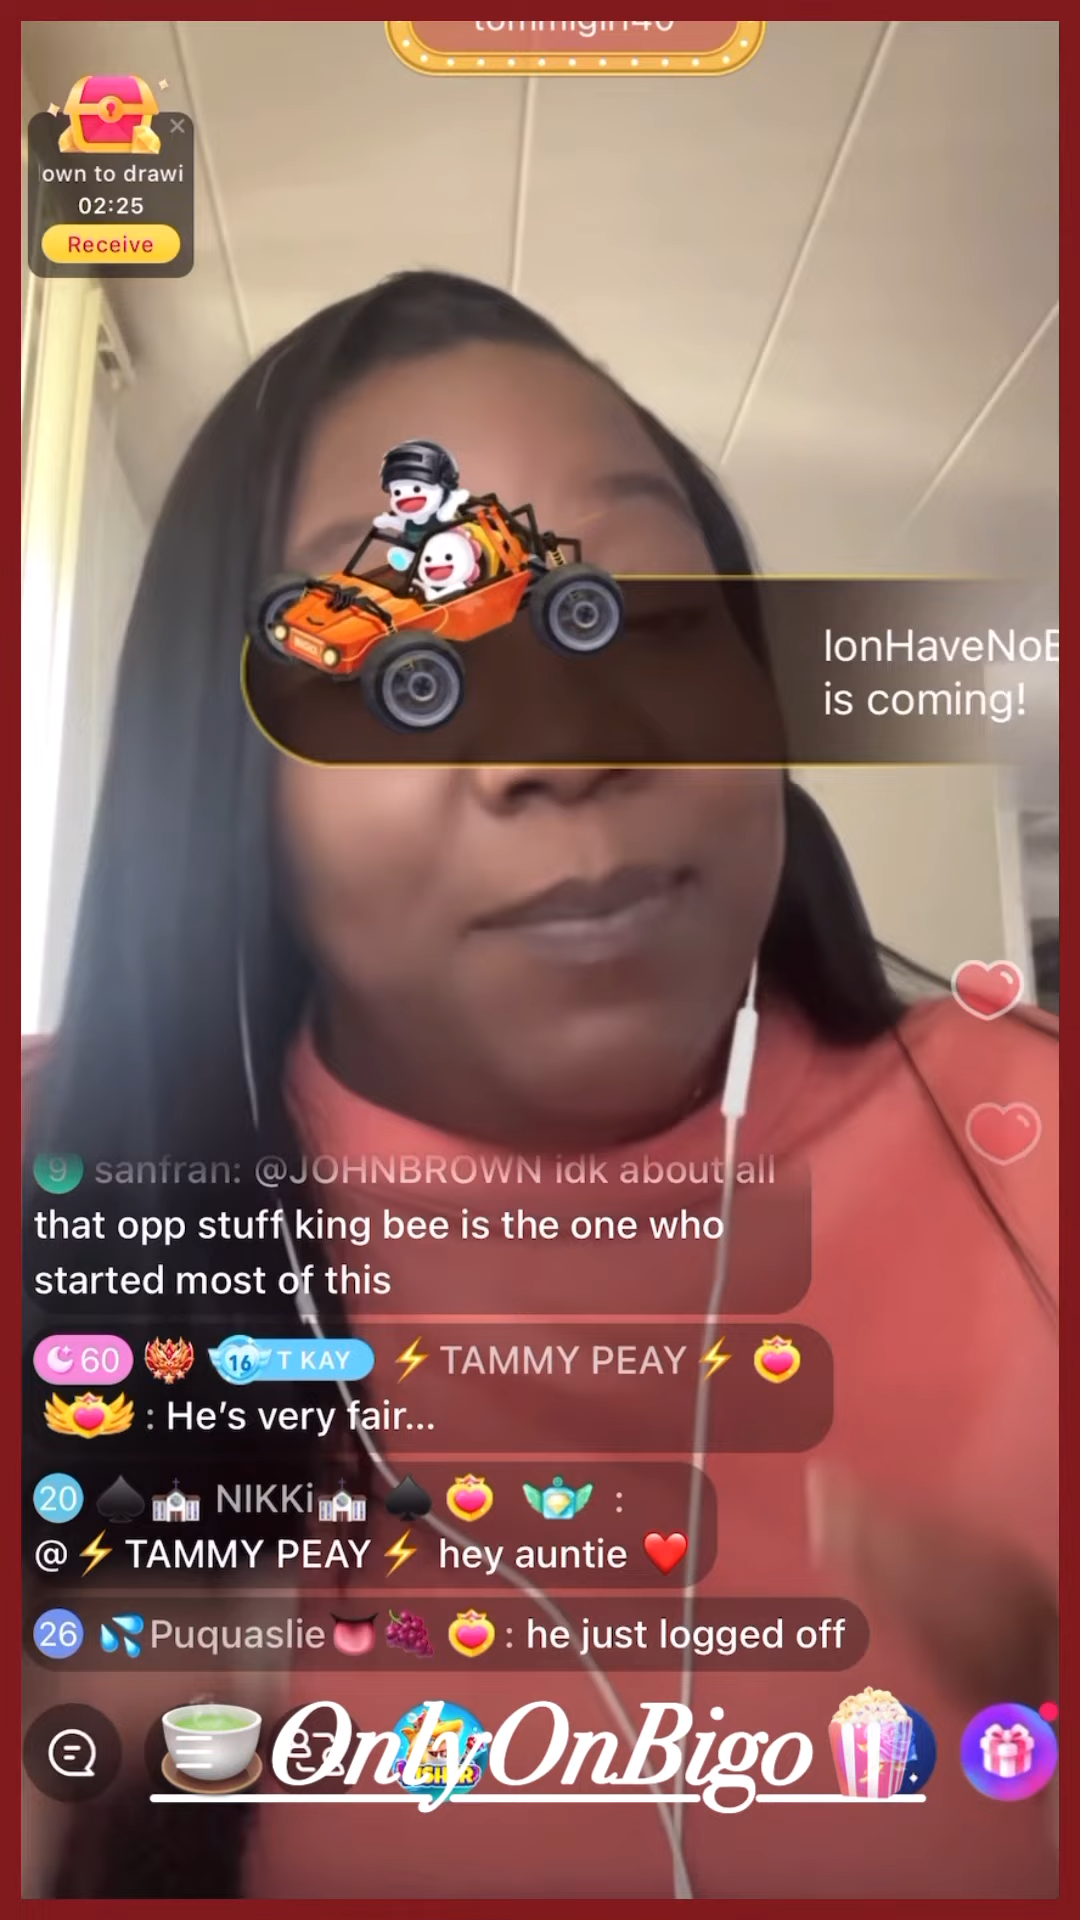 tommigirl40
own to drawi
02:25
Receive
IonHaveNoB
is coming!
9 sanfran: @JOHNBROWN idk about all
that opp stuff king bee is the one who
started most of this
60 16 T KAY ⚡TAMMY PEAY⚡
: He’s very fair...
20 ♠️⛪ NIKKi⛪ ♠️ :
@⚡TAMMY PEAY⚡ hey auntie ❤️
26 💦Puquaslie👅🍇 : he just logged off
🍵OnlyOnBigo🍿